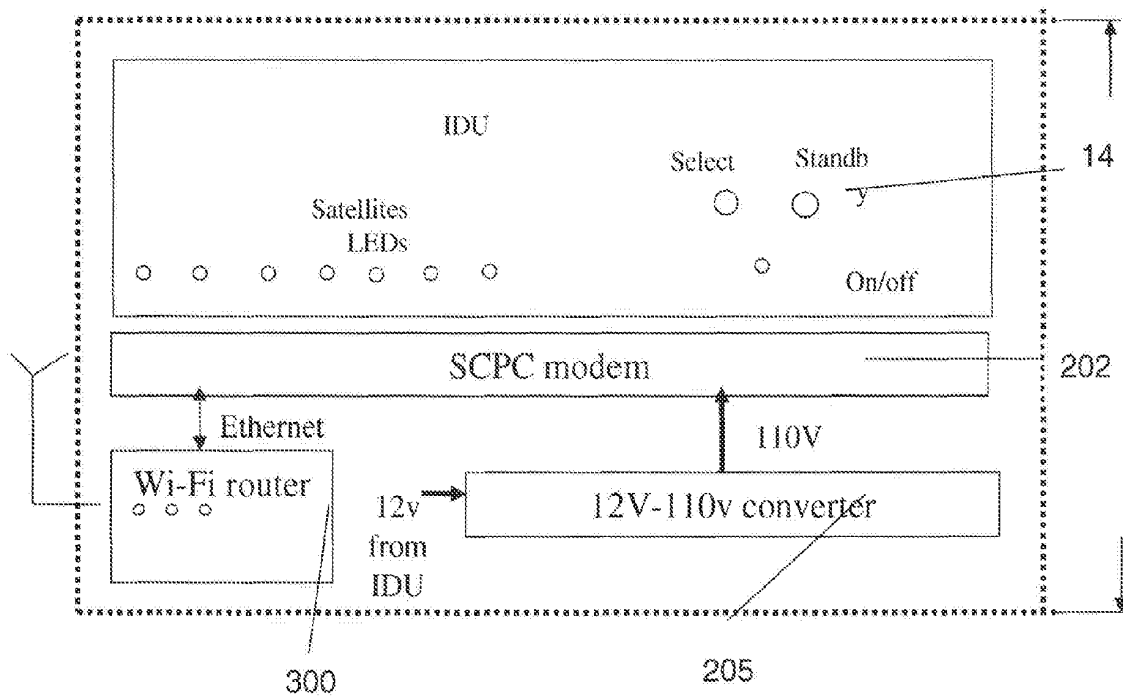 IDU
Select
Standb
y
14
Satellites
LEDs
On/off
SCPC modem
202
Ethernet
110V
Wi-Fi router
12v
from
IDU
12V-110v converter
300
205